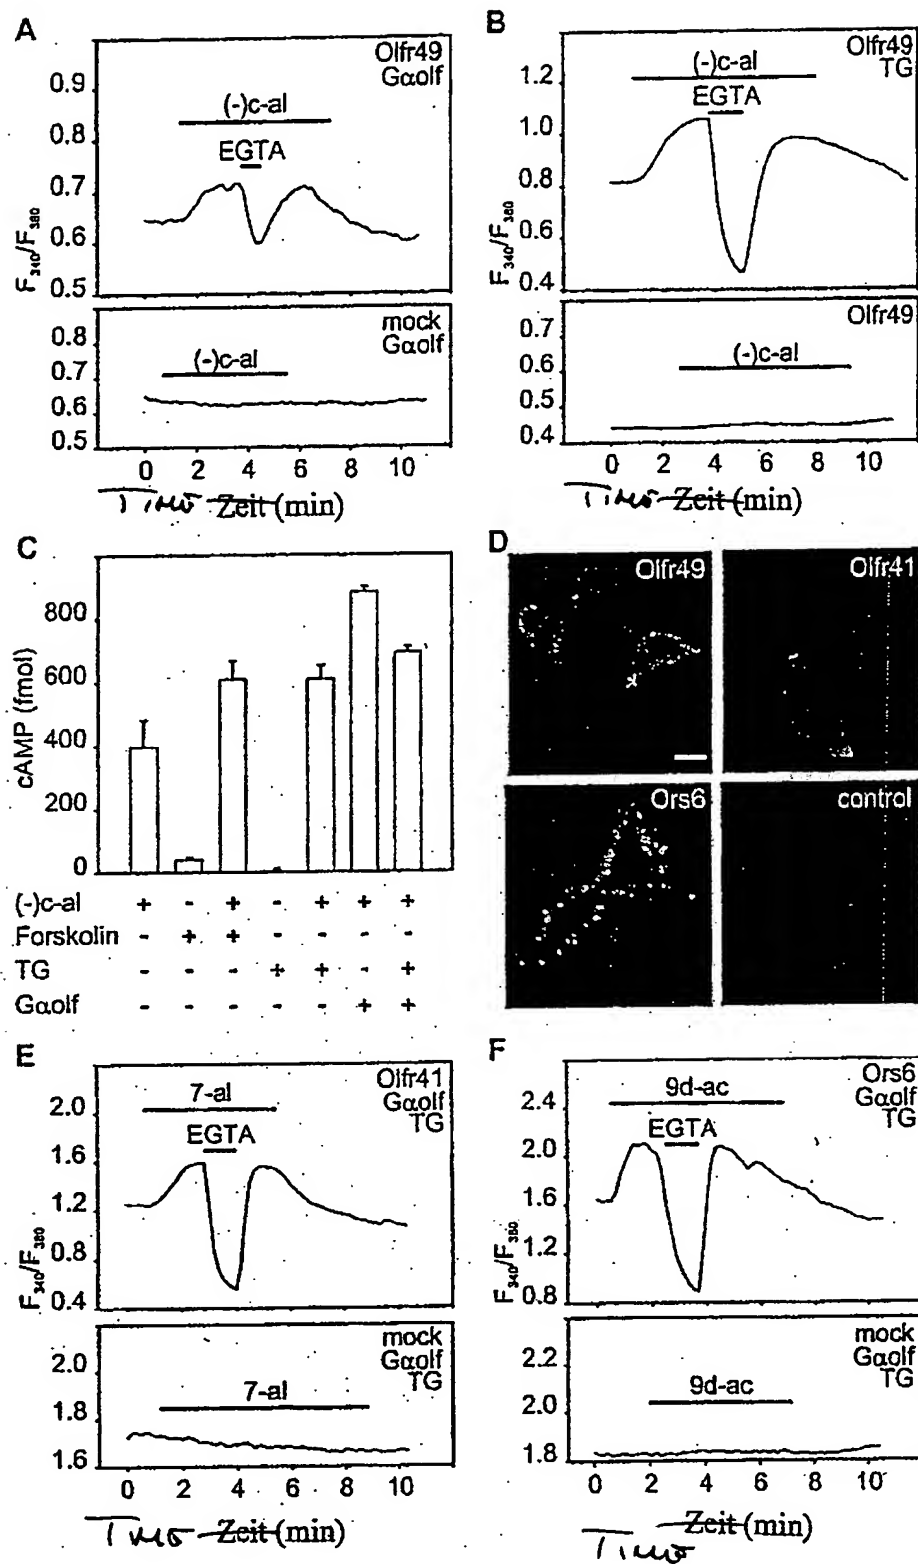 A
Olfr49
Gαolf
(-)c-al
EGTA
0.9
0.8
0.7
0.6
0.5
F340/F380
mock
Gαolf
(-)c-al
0.8
0.7
0.6
0.5
0 2 4 6 8 10
TIME Zeit (min)
B
Olfr49
TG
(-)c-al
EGTA
1.2
1.0
0.8
0.6
0.4
F340/F380
Olfr49
(-)c-al
0.7
0.6
0.5
0.4
0 2 4 6 8 10
TIME Zeit (min)
C
cAMP (fmol)
800
600
400
200
0
(-)c-al + - + - + + +
Forskolin - + + - - - -
TG - - - + + - +
Gαolf - - - - - + +
D
Olfr49
Olfr41
Ors6
control
E
Olfr41
Gαolf
TG
7-al
EGTA
2.0
1.6
1.2
0.8
0.4
F340/F380
mock
Gαolf
TG
7-al
2.0
1.8
1.6
0 2 4 6 8 10
TIME Zeit (min)
F
Ors6
Gαolf
TG
9d-ac
EGTA
2.4
2.0
1.6
1.2
0.8
F340/F380
mock
Gαolf
TG
9d-ac
2.2
2.0
1.8
0 2 4 6 8 10
TIME Zeit (min)